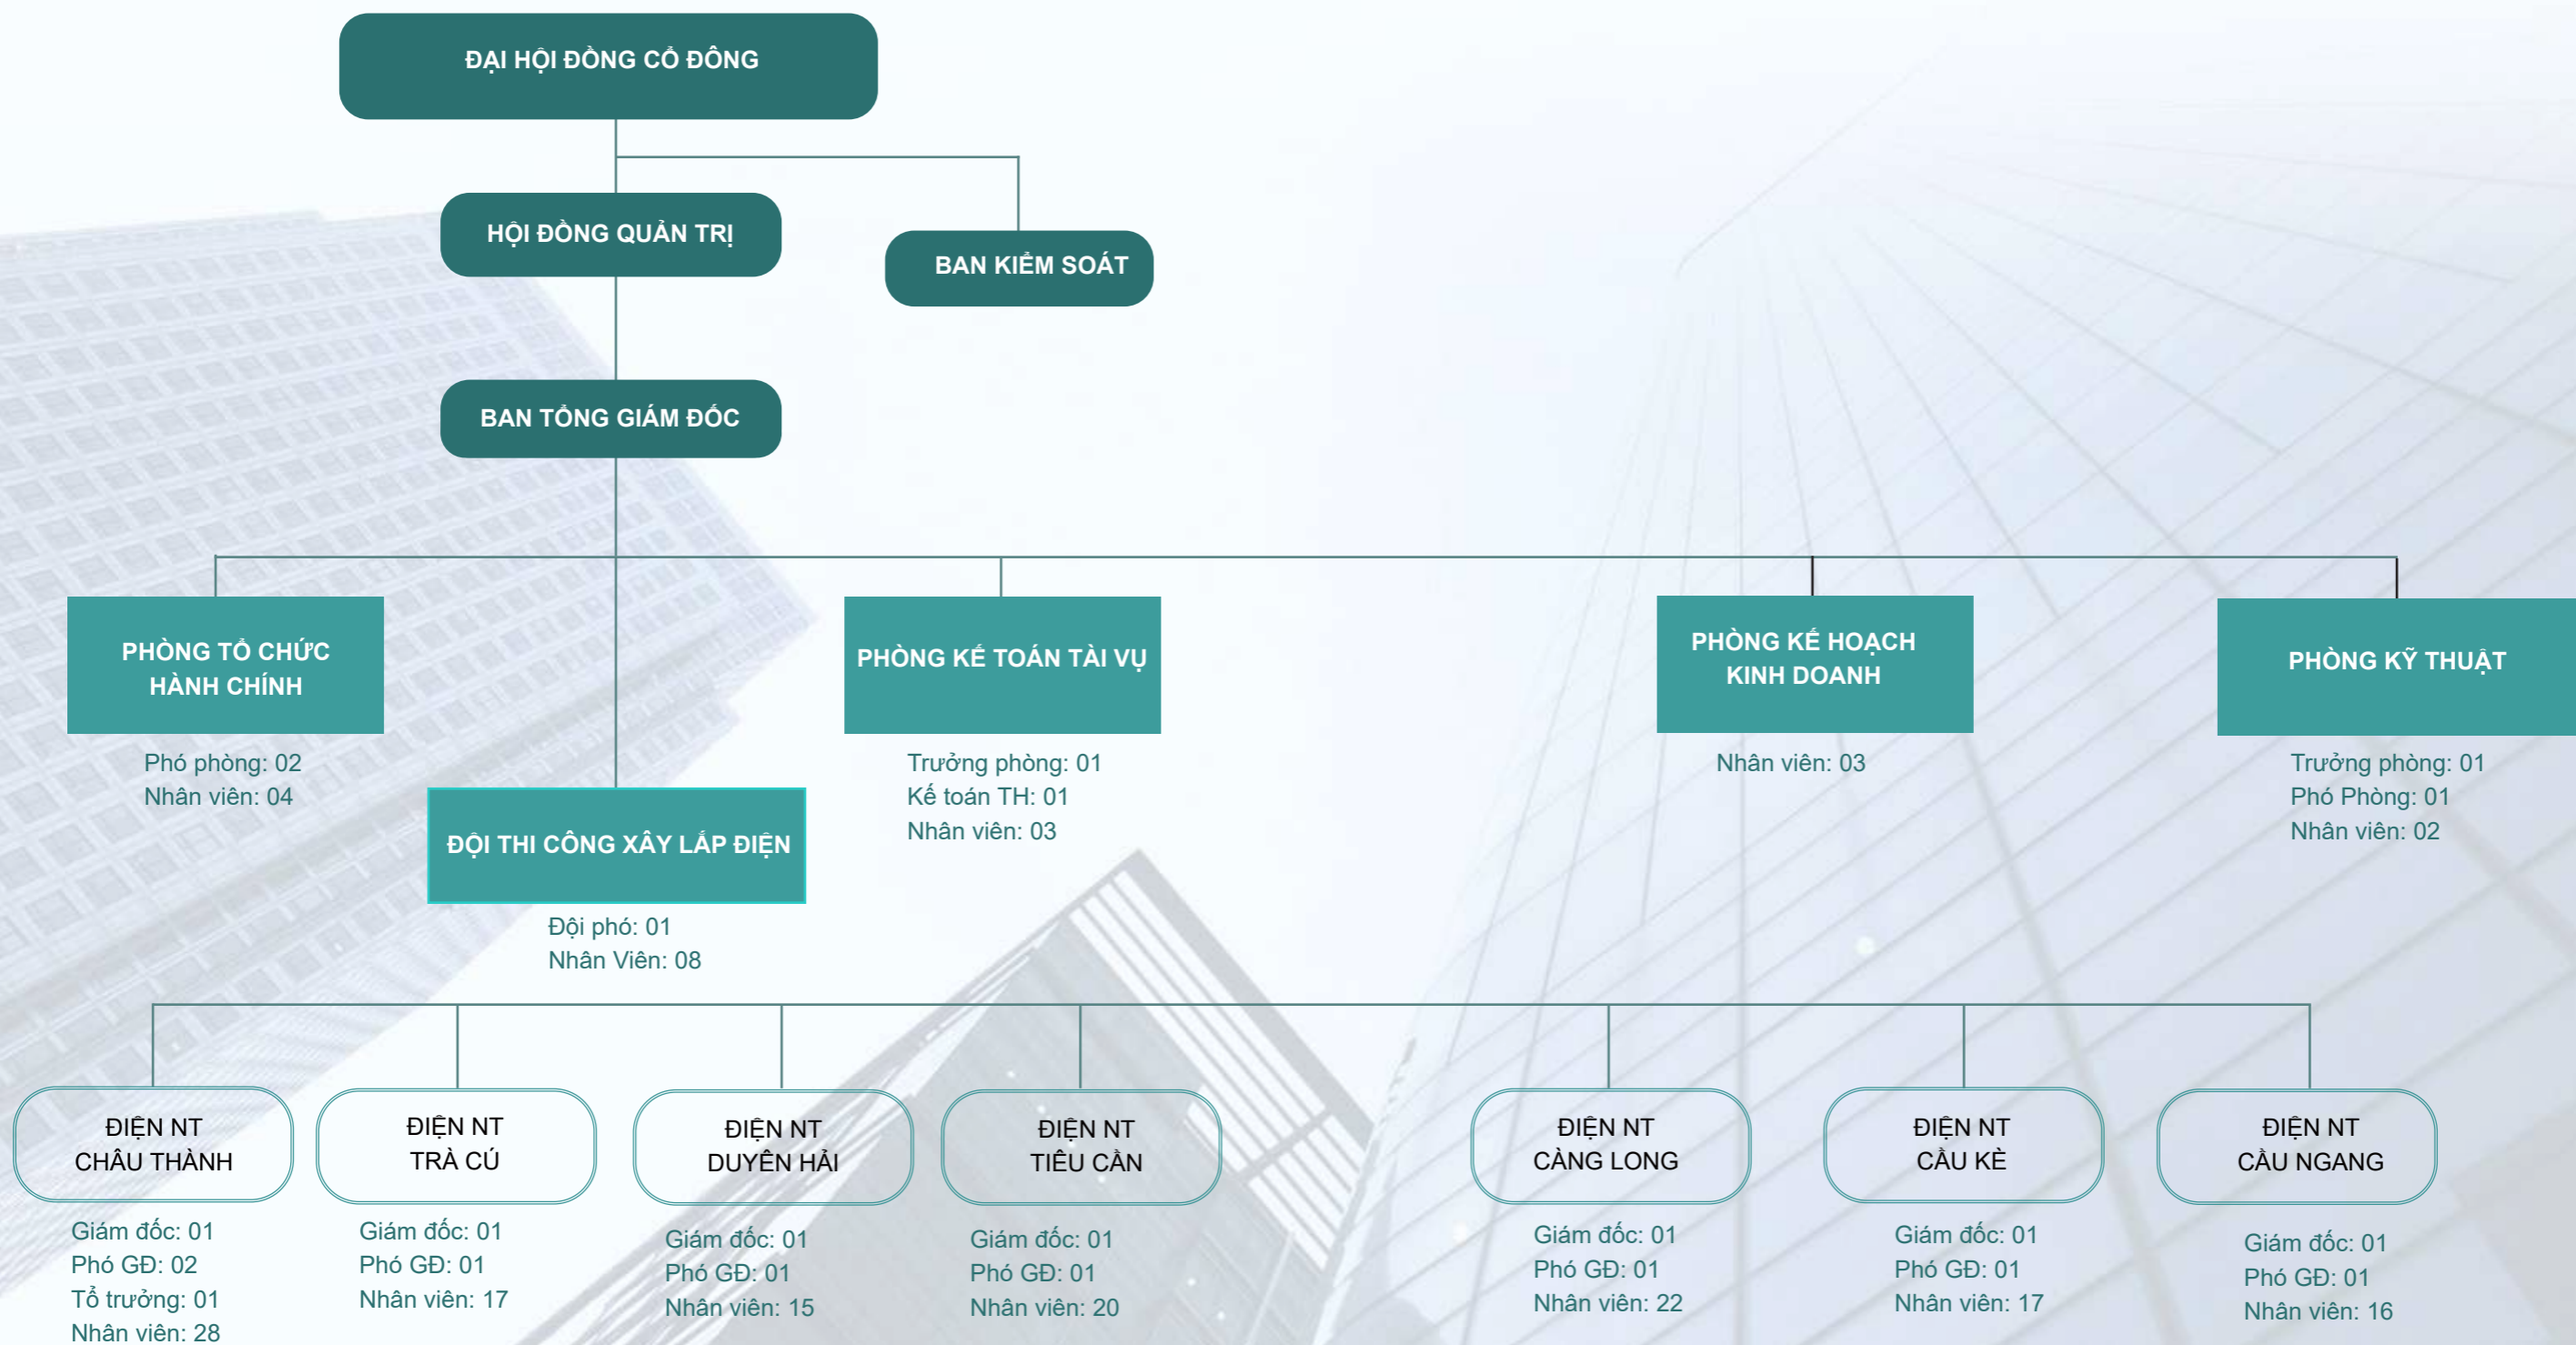 ĐẠI HỘI ĐỒNG CỔ ĐÔNG
HỘI ĐỒNG QUẢN TRỊ
BAN KIỂM SOÁT
BAN TỔNG GIÁM ĐỐC
PHÒNG TỔ CHỨC
HÀNH CHÍNH
Phó phòng: 02
Nhân viên: 04
PHÒNG KẾ TOÁN TÀI VỤ
Trưởng phòng: 01
Kế toán TH: 01
Nhân viên: 03
PHÒNG KẾ HOẠCH
KINH DOANH
Nhân viên: 03
PHÒNG KỸ THUẬT
Trưởng phòng: 01
Phó Phòng: 01
Nhân viên: 02
ĐỘI THI CÔNG XÂY LẮP ĐIỆN
Đội phó: 01
Nhân Viên: 08
ĐIỆN NT
CHÂU THÀNH
Giám đốc: 01
Phó GĐ: 02
Tổ trưởng: 01
Nhân viên: 28
ĐIỆN NT
TRÀ CÚ
Giám đốc: 01
Phó GĐ: 01
Nhân viên: 17
ĐIỆN NT
DUYÊN HẢI
Giám đốc: 01
Phó GĐ: 01
Nhân viên: 15
ĐIỆN NT
TIÊU CẦN
Giám đốc: 01
Phó GĐ: 01
Nhân viên: 20
ĐIỆN NT
CÀNG LONG
Giám đốc: 01
Phó GĐ: 01
Nhân viên: 22
ĐIỆN NT
CẦU KÈ
Giám đốc: 01
Phó GĐ: 01
Nhân viên: 17
ĐIỆN NT
CẦU NGANG
Giám đốc: 01
Phó GĐ: 01
Nhân viên: 16